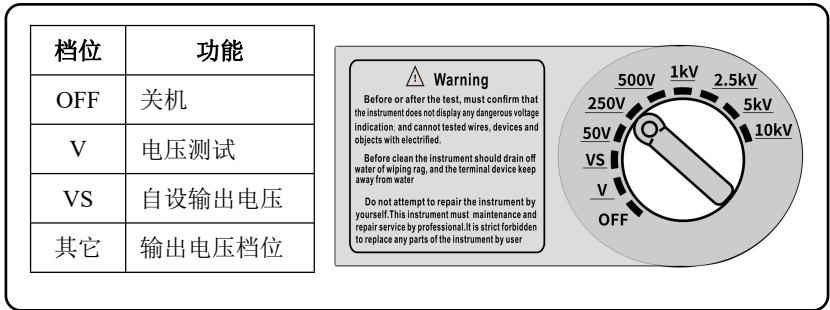 档位 功能
OFF 关机
V 电压测试
VS 自设输出电压
其它 输出电压档位
Warning
Before or after the test, must confirm that
the instrument does not display any dangerous voltage
indication; and cannot tested wires, devices and
objects with electrified.
Before clean the instrument should drain off
water of wiping rag, and the terminal device keep
away from water
Do not attempt to repair the instrument by
yourself.This instrument must maintenance and
repair service by professional.It is strict forbidden
to replace any parts of the instrument by user
OFF
V
VS
50V
250V
500V
1kV
2.5kV
5kV
10kV